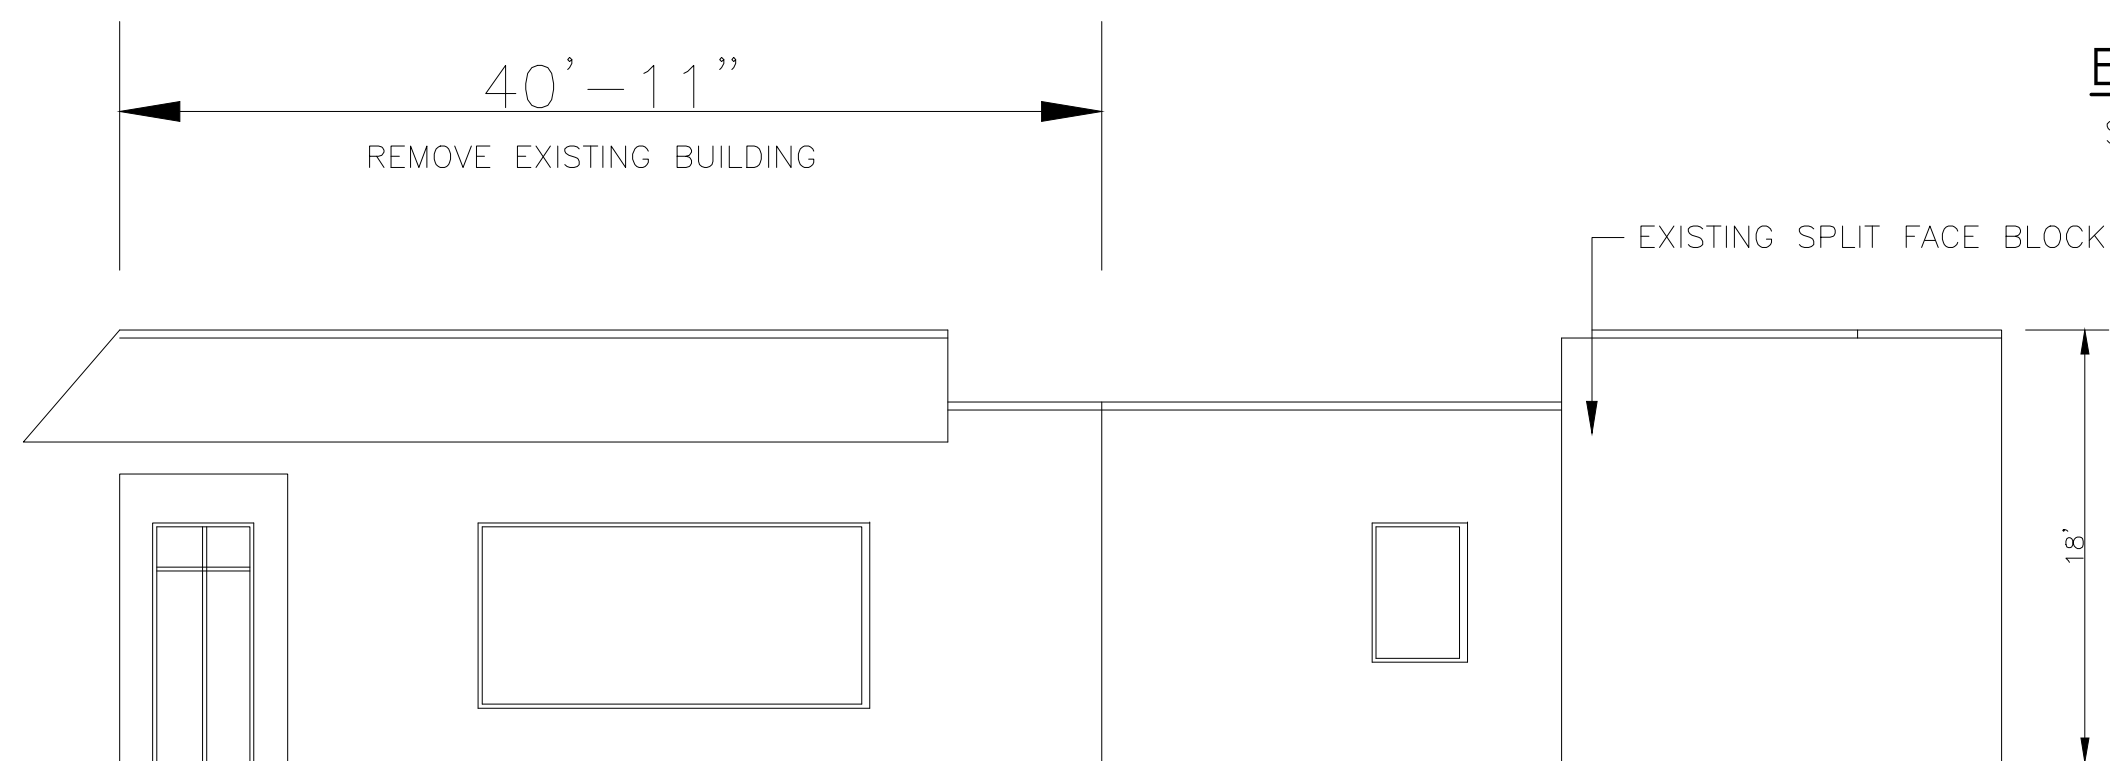 40'-11"
REMOVE EXISTING BUILDING
EXISTING SPLIT FACE BLOCK
18'